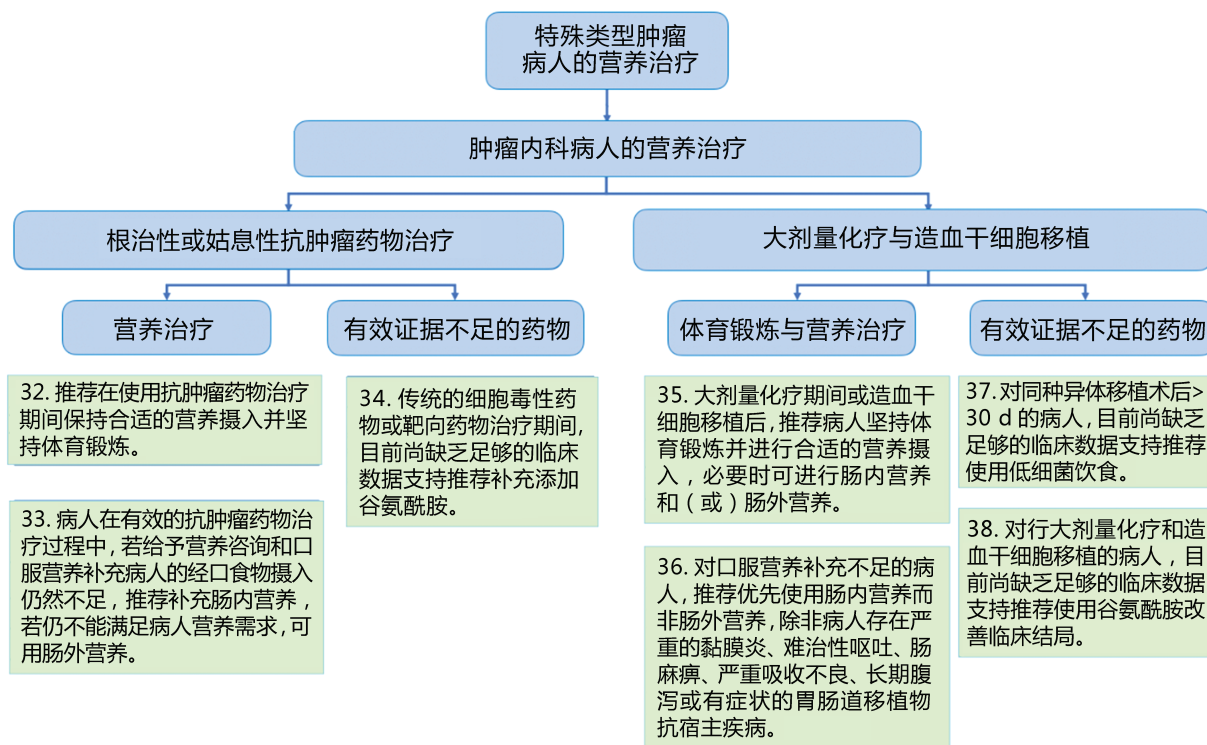 特殊类型肿瘤
病人的营养治疗
肿瘤内科病人的营养治疗
根治性或姑息性抗肿瘤药物治疗
大剂量化疗与造血干细胞移植
营养治疗
有效证据不足的药物
体育锻炼与营养治疗
有效证据不足的药物
32. 推荐在使用抗肿瘤药物治疗
期间保持合适的营养摄入并坚
持体育锻炼。
33. 病人在有效的抗肿瘤药物治
疗过程中，若给予营养咨询和口
服营养补充病人的经口食物摄入
仍然不足，推荐补充肠内营养，
若仍不能满足病人营养需求，可
用肠外营养。
34. 传统的细胞毒性药
物或靶向药物治疗期间，
目前尚缺乏足够的临床
数据支持推荐补充添加
谷氨酰胺。
35. 大剂量化疗期间或造血干
细胞移植后，推荐病人坚持体
育锻炼并进行合适的营养摄
入，必要时可进行肠内营养
和（或）肠外营养。
36. 对口服营养补充不足的病
人，推荐优先使用肠内营养而
非肠外营养，除非病人存在严
重的黏膜炎、难治性呕吐、肠
麻痹、严重吸收不良、长期腹
泻或有症状的胃肠道移植物
抗宿主疾病。
37. 对同种异体移植术后>
30 d 的病人，目前尚缺乏
足够的临床数据支持推荐
使用低细菌饮食。
38. 对行大剂量化疗和造
血干细胞移植的病人，目
前尚缺乏足够的临床数据
支持推荐使用谷氨酰胺改
善临床结局。